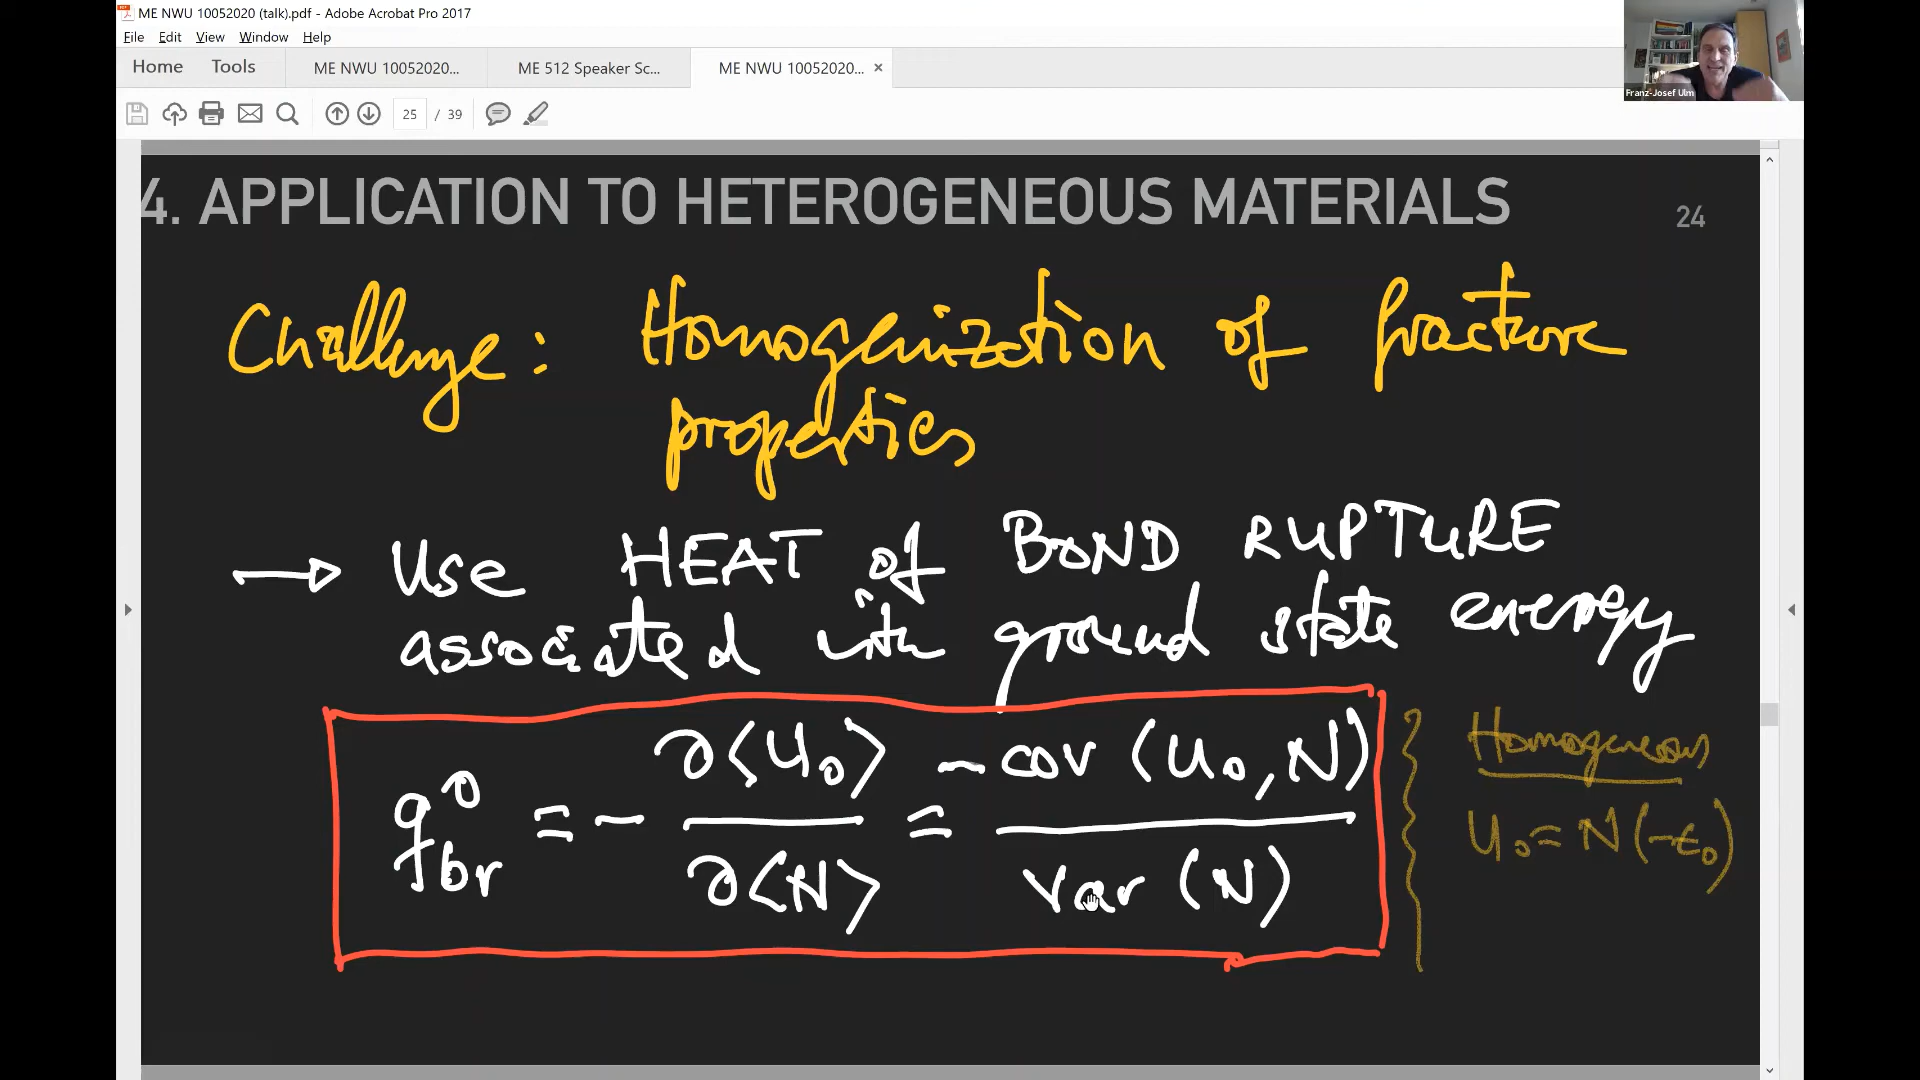 ME NWU 10052020 (talk).pdf - Adobe Acrobat Pro 2017
File Edit View Window Help
Home Tools ME NWU 10052020... ME 512 Speaker Sc... ME NWU 10052020... ×
25 / 39
Franz-Josef Ulm
4. APPLICATION TO HETEROGENEOUS MATERIALS 24
Challenge: Homogenization of fracture
properties
→ Use HEAT of BOND RUPTURE
associated with ground state energy
q⁰br = - ∂⟨U₀⟩ / ∂⟨N⟩ = - cov (U₀, N) / Var (N)
Homogeneous
U₀ = N(-ε₀)